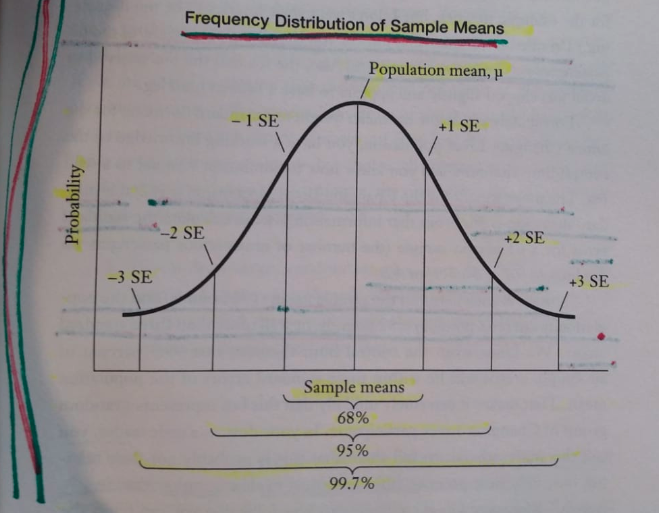 Frequency Distribution of Sample Means
Population mean, μ
−1 SE
+1 SE
Probability
−2 SE
+2 SE
−3 SE
+3 SE
Sample means
68%
95%
99.7%